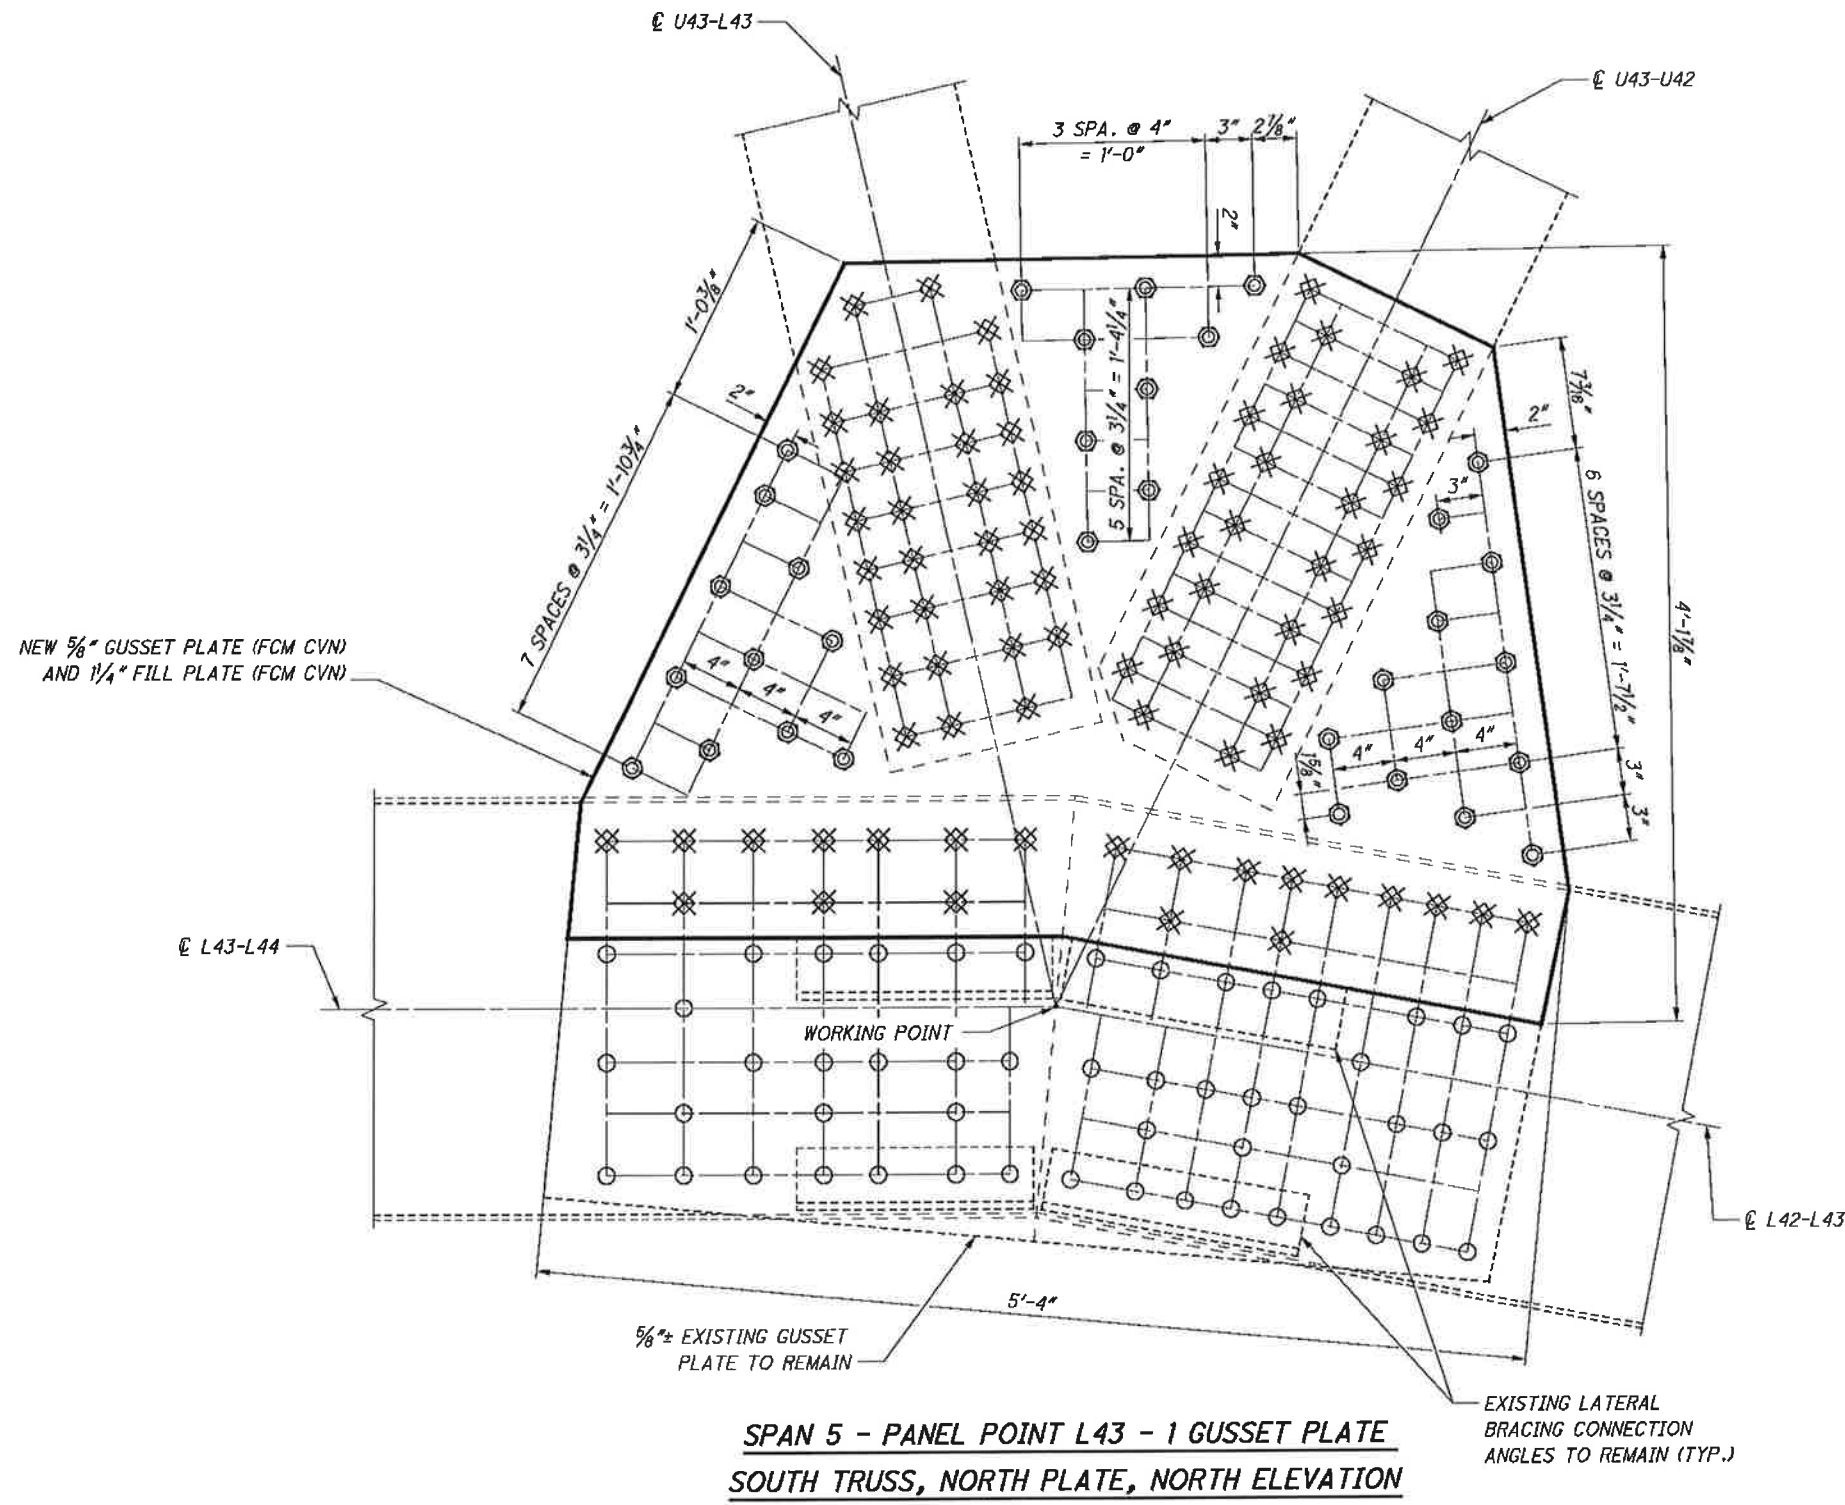 ℄ U43-L43
℄ U43-U42
3 SPA. @ 4"
= 1'-0"
3"
2⅛"
2"
1'-0⅜"
2"
7 SPACES @ 3¼" = 1'-10¾"
5 SPA. @ 3¼" = 1'-4¼"
7³⁄₁₆"
2"
3"
6 SPACES @ 3¼" = 1'-7½"
4'-1⅞"
NEW ⅝" GUSSET PLATE (FCM CVN)
AND 1¼" FILL PLATE (FCM CVN)
4"
4"
4"
4"
4"
4"
1⅝"
3"
3"
℄ L43-L44
WORKING POINT
℄ L42-L43
5'-4"
⅝"± EXISTING GUSSET
PLATE TO REMAIN
EXISTING LATERAL
BRACING CONNECTION
ANGLES TO REMAIN (TYP.)
SPAN 5 - PANEL POINT L43 - 1 GUSSET PLATE
SOUTH TRUSS, NORTH PLATE, NORTH ELEVATION